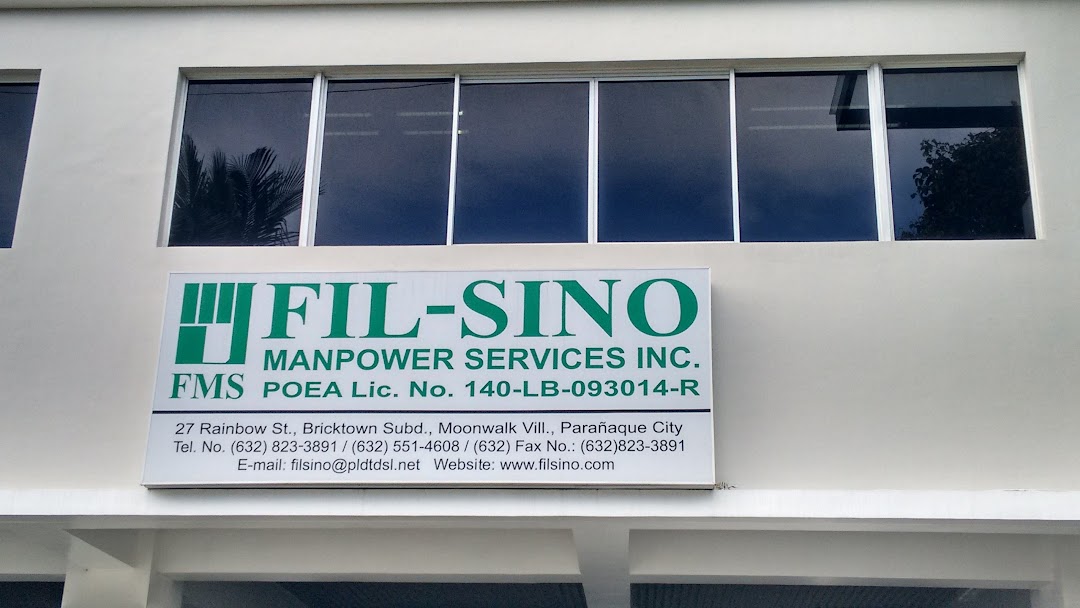 FIL-SINO
MANPOWER SERVICES INC.
FMS
POEA Lic. No. 140-LB-093014-R
27 Rainbow St., Bricktown Subd., Moonwalk Vill., Parañaque City
Tel. No. (632) 823-3891 / (632) 551-4608 / (632) Fax No.: (632)823-3891
E-mail: filsino@pldtdsl.net Website: www.filsino.com